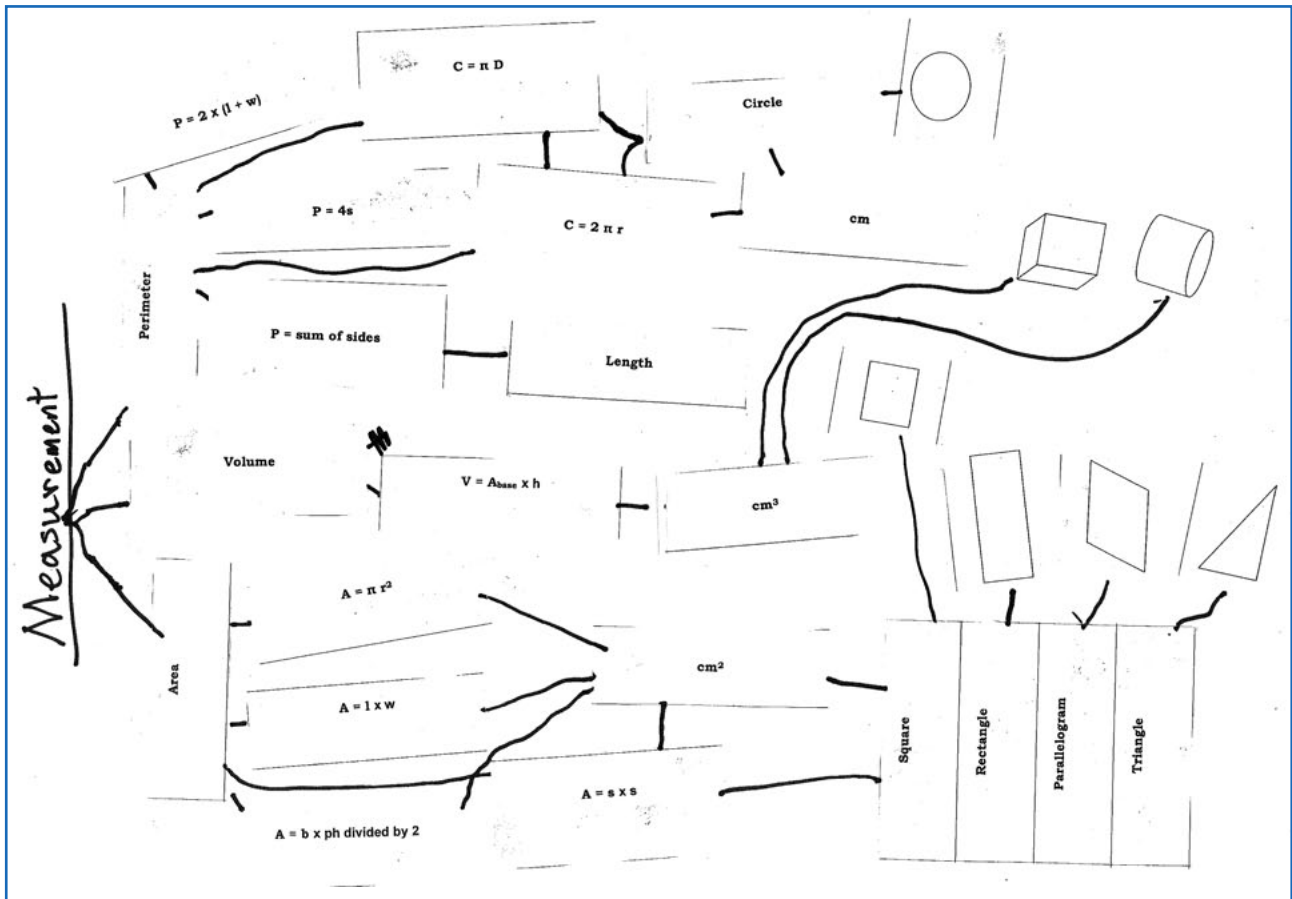 C = π D
P = 2 x (l + w)
Circle
P = 4s
C = 2 π r
cm
Perimeter
P = sum of sides
Length
Measurement
Volume
V = Abase x h
cm³
A = π r²
Area
cm²
A = l x w
Square
Rectangle
Parallelogram
Triangle
A = s x s
A = b x ph divided by 2